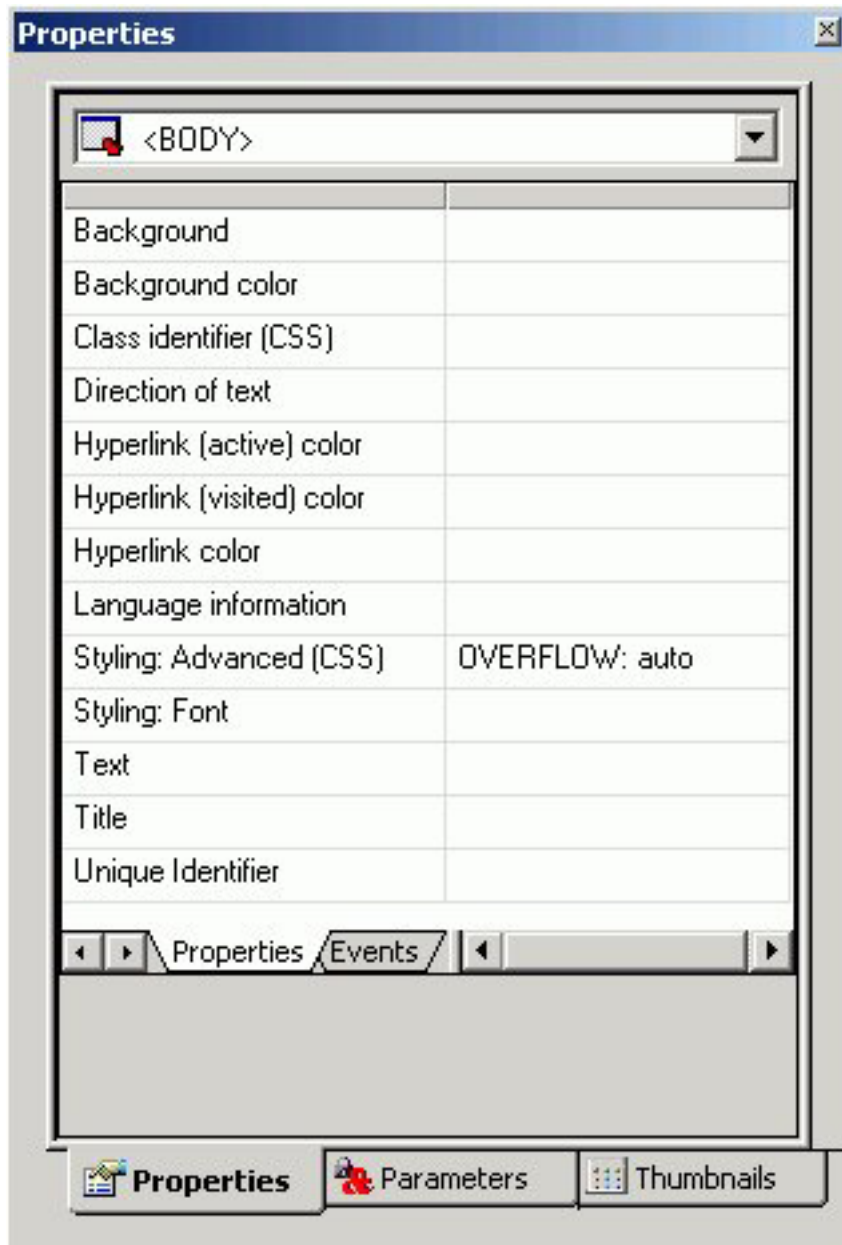 Properties
<BODY>
Background
Background color
Class identifier (CSS)
Direction of text
Hyperlink (active) color
Hyperlink (visited) color
Hyperlink color
Language information
Styling: Advanced (CSS) OVERFLOW: auto
Styling: Font
Text
Title
Unique Identifier
Properties Events
Properties Parameters Thumbnails